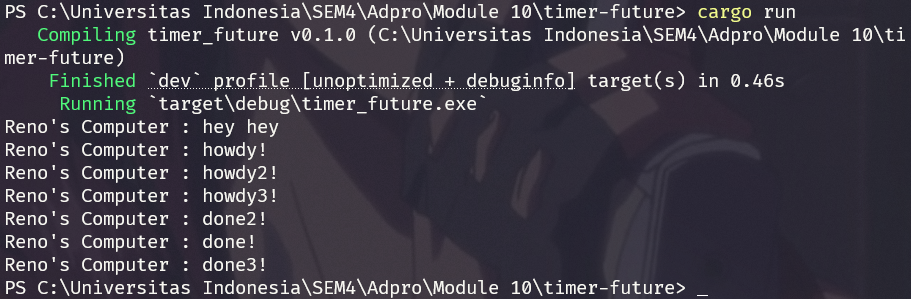 PS C:\Universitas Indonesia\SEM4\Adpro\Module 10\timer-future> cargo run
   Compiling timer_future v0.1.0 (C:\Universitas Indonesia\SEM4\Adpro\Module 10\ti
mer-future)
    Finished `dev` profile [unoptimized + debuginfo] target(s) in 0.46s
     Running `target\debug\timer_future.exe`
Reno's Computer : hey hey
Reno's Computer : howdy!
Reno's Computer : howdy2!
Reno's Computer : howdy3!
Reno's Computer : done2!
Reno's Computer : done!
Reno's Computer : done3!
PS C:\Universitas Indonesia\SEM4\Adpro\Module 10\timer-future> _